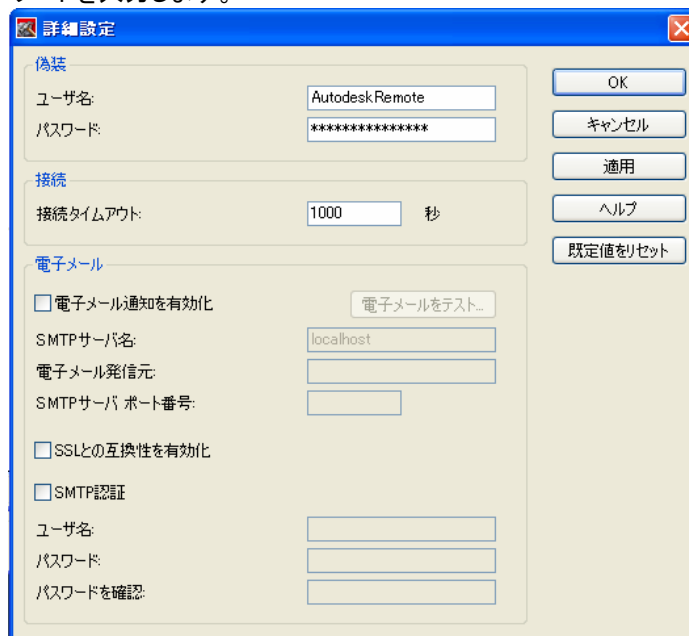 詳細設定
偽装
ユーザ名: AutodeskRemote
パスワード: ***************
OK
キャンセル
適用
ヘルプ
既定値をリセット
接続
接続タイムアウト: 1000 秒
電子メール
電子メール通知を有効化 電子メールをテスト...
SMTPサーバ名: localhost
電子メール発信元:
SMTPサーバ ポート番号:
SSLとの互換性を有効化
SMTP認証
ユーザ名:
パスワード:
パスワードを確認: